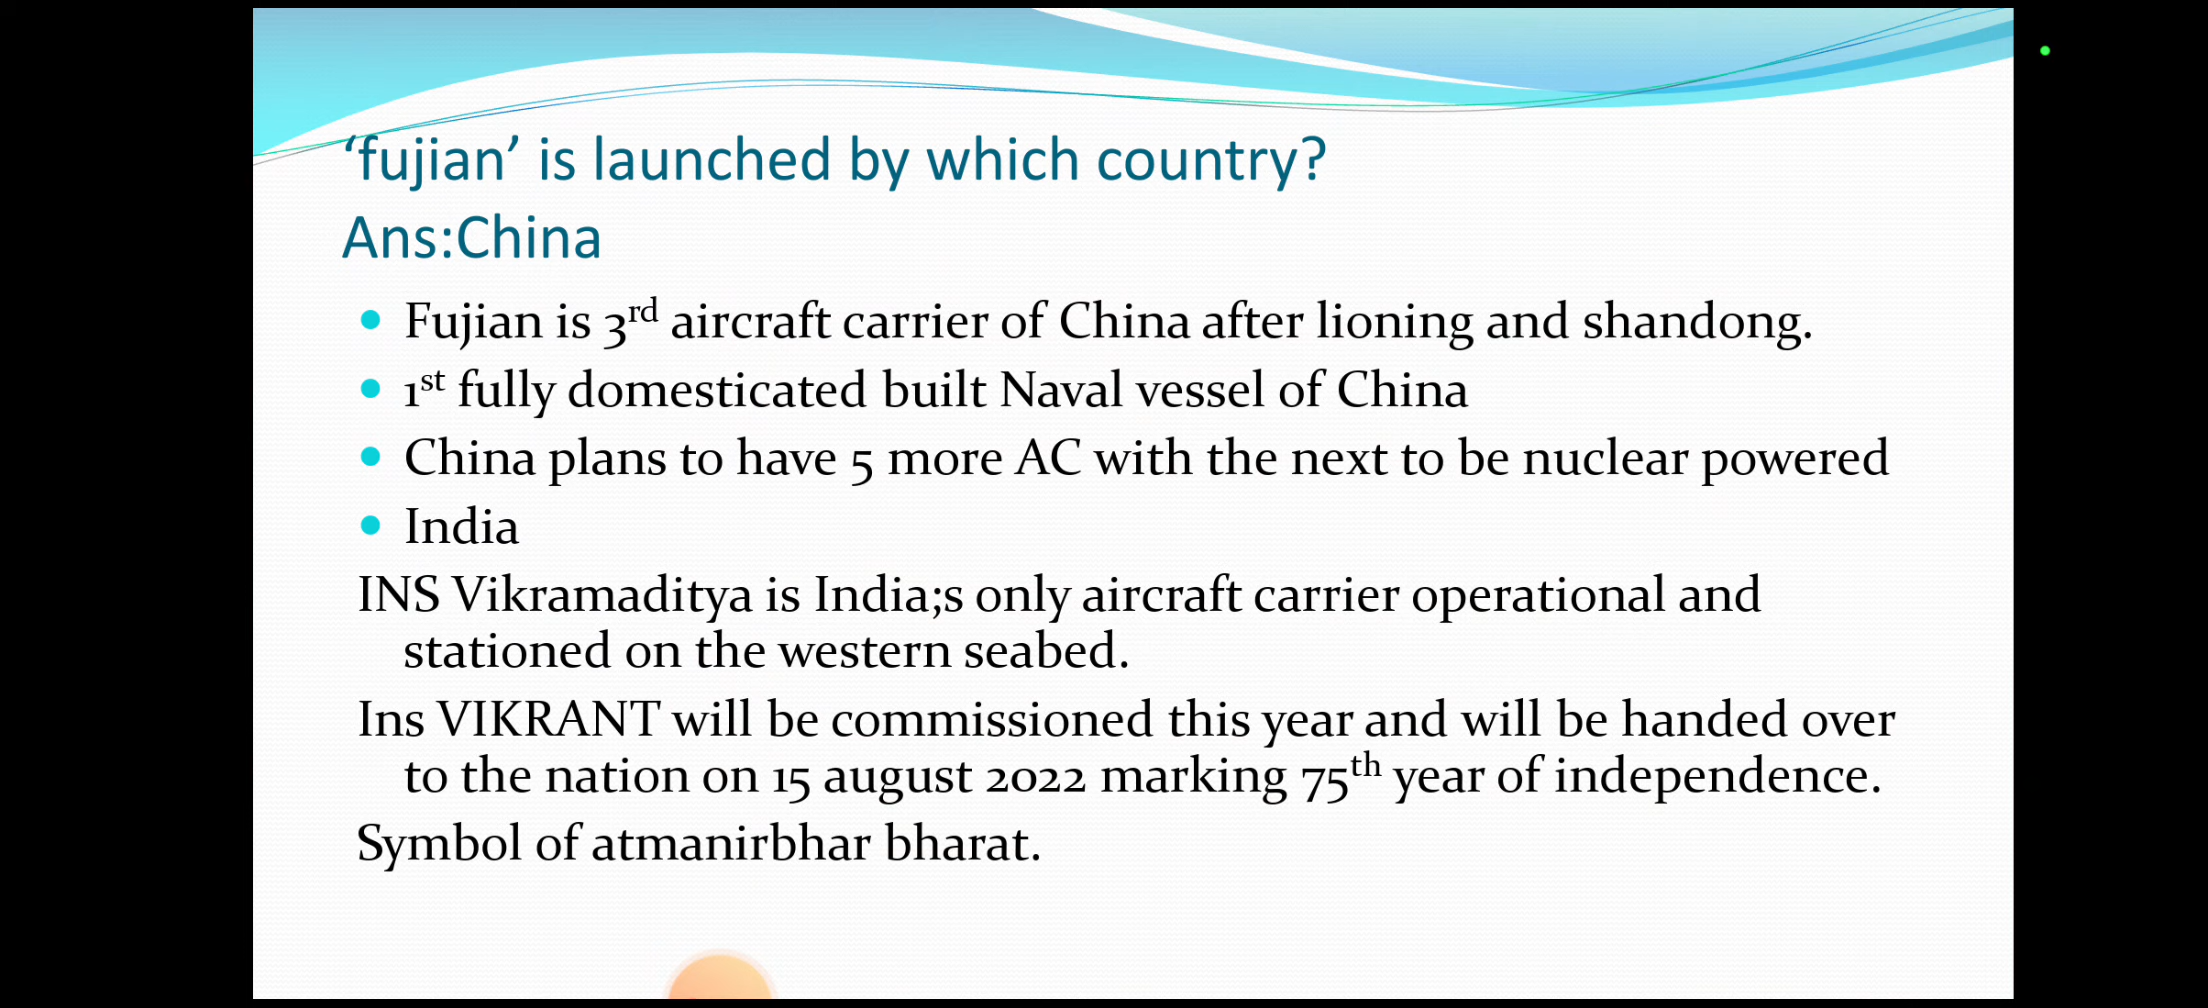 ‘fujian’ is launched by which country?
Ans:China
Fujian is 3rd aircraft carrier of China after lioning and shandong.
1st fully domesticated built Naval vessel of China
China plans to have 5 more AC with the next to be nuclear powered
India
INS Vikramaditya is India;s only aircraft carrier operational and
stationed on the western seabed.
Ins VIKRANT will be commissioned this year and will be handed over
to the nation on 15 august 2022 marking 75th year of independence.
Symbol of atmanirbhar bharat.